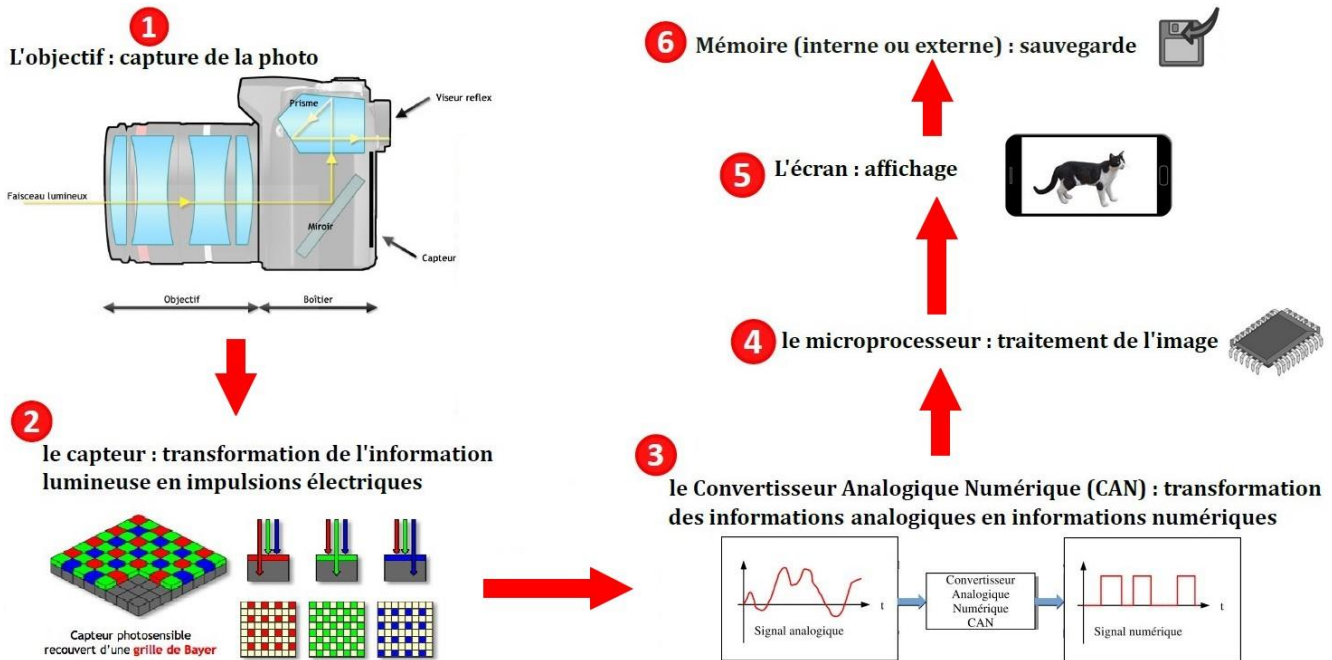 1
L'objectif : capture de la photo
Prisme
Viseur reflex
Faisceau lumineux
Miroir
Capteur
Objectif
Boîtier
2
le capteur : transformation de l'information
lumineuse en impulsions électriques
Capteur photosensible
recouvert d'une grille de Bayer
3
le Convertisseur Analogique Numérique (CAN) : transformation
des informations analogiques en informations numériques
t
Signal analogique
Convertisseur
Analogique
Numérique
CAN
t
Signal numérique
4
le microprocesseur : traitement de l'image
5
L'écran : affichage
6
Mémoire (interne ou externe) : sauvegarde